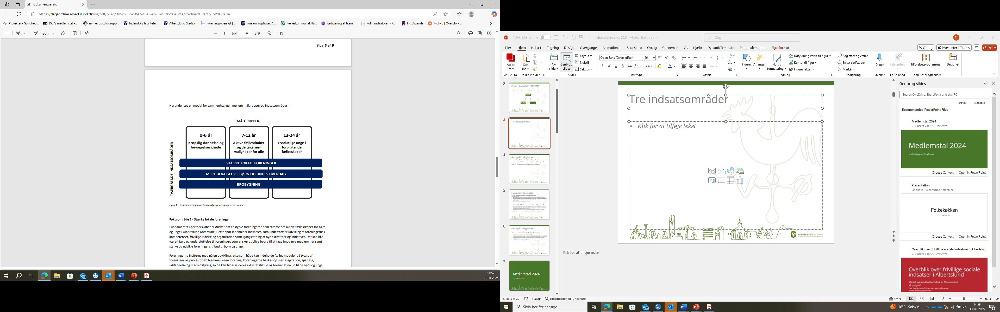 Dokumentvisning
https://dagsordner.albertslund.dk/vis/pdf/bilag/9b5c836b-5847-45e2-ab75-d278c86a6f4a/?redirectDirectlyToPdf=false
Projekter - Sundhed...
DGI's medlemstal -...
mimer.dgi.dk/grupp...
Indendørs faciliteter...
Albertslund Stadion
Foreningsoversigt |...
Forsamlingshuset Al...
Fælleskommunal Ha...
Redigering af hjem...
Administratorer - K...
FirstAgenda
Motivu | Overblik -...
Tegn
6
af 9
Side 5 af 9
Herunder ses en model for sammenhængen mellem målgrupper og indsatsområder;
MÅLGRUPPER
TVÆRGÅENDE INDSATSOMRÅDER
0-6 år
Kropslig dannelse og
bevægelsesglæde
7-12 år
Aktive fællesskaber
og deltagelses-
muligheder for alle
13-24 år
Livsduelige unge i
forpligtende
fællesskaber
STÆRKE LOKALE FORENINGER
MERE BEVÆGELSE I BØRN OG UNGES HVERDAG
BROBYGNING
Figur 1 – Sammenhængen mellem målgrupper og indsatsområder
Fokusområde 1 - Stærke lokale foreninger
Fundamentet i partnerskabet er ønsket om at styrke foreningerne som ramme om aktive fællesskaber for børn
og unge i Albertslund Kommune. Dette spor indeholder indsatser, som understøtter udvikling af foreningernes
kompetencer, frivillige ledelse og organisation samt igangsætning af nye aktiviteter og initiativer. Det kan bl.a.
være hjælp og understøttelse til foreninger, som ønsker at blive bedre til at tage imod nye medlemmer samt
styrke og udvikle foreningens tilbud til børn og unge.
Foreningerne inviteres med på en udviklingsrejse som både kan indeholde fælles moduler på tværs af
foreninger og procesforløb hjemme i egen forening. Foreningerne bakkes op med inspiration, sparring,
uddannelse og markedsføring, så de kan tilpasse deres aktivitetstilbud og formår at nå ud til de børn og unge,
14:59
13-06-2025
Automatisk lagring
Idrætskonference 2025 • Gemt i Denne pc
Søg
TJ
Filer Hjem Indsæt Tegning Design Overgange Animationer Slideshow Optag Gennemse Vis Hjælp DynamicTemplate Personalemappe Figurformat
Optag
Præsenter i Teams
Del
Assist
Pro
Assist Pro
Sæt
ind
Udklipsholder
Ny
slide
Genbrug
slides
Layout
Nulstil
Sektion
Slides
Open Sans (Overskrifter)
36
F K U S ab AV Aa
Skrifttype
Afsnit
Figurer
Arranger
Hurtig
formatering
Udfyldningsfarve til figur
Kontur til figur
Figureffekter
Tegning
Søg efter og erstat
Erstat skrifttyper
Markér
Redigering
Dikter
Stemme
Følsomhed
Følsomhed
Tilføjelsesprogrammer
Tilføjelsesprogrammer
Designer
2
Partnerskabsaftale 2025-2027
3
Tre indsatsområder
4
Fokus på 3 målgrupper
5
Fokus på 3 målgrupper
6
Fokus på 3 målgrupper
7
Medlemstal 2024
Udvikling og tendenser
Tre indsatsområder
• Klik for at tilføje tekst
Albertslund Kommune
Klik for at tilføje noter
Genbrug slides
Search OneDrive, SharePoint and this PC
Browse
Feedback
Recommended PowerPoint Files
Medlemstal 2024
C: » Users » TOQ » OneDrive
Medlemstal 2024
Udvikling og tendenser
Choose Content
Open in PowerPoint
Presentation
OneDrive - Albertslund Kommune
Folkekøkken
31.10.2024
Choose Content
Open in PowerPoint
Overblik over frivillige sociale indsatser i Albertslu...
C: » Users » TOQ » OneDrive
Overblik over frivillige sociale
indsatser i Albertslund
Social- og sundhedsudvalget og Udsatterådet
d. 22 april
Slide 3 af 29
Dansk
Tilgængelighed: Undersøg
Noter
87 %
Skriv her for at søge
16°C Solskin
14:59
13-06-2025
23